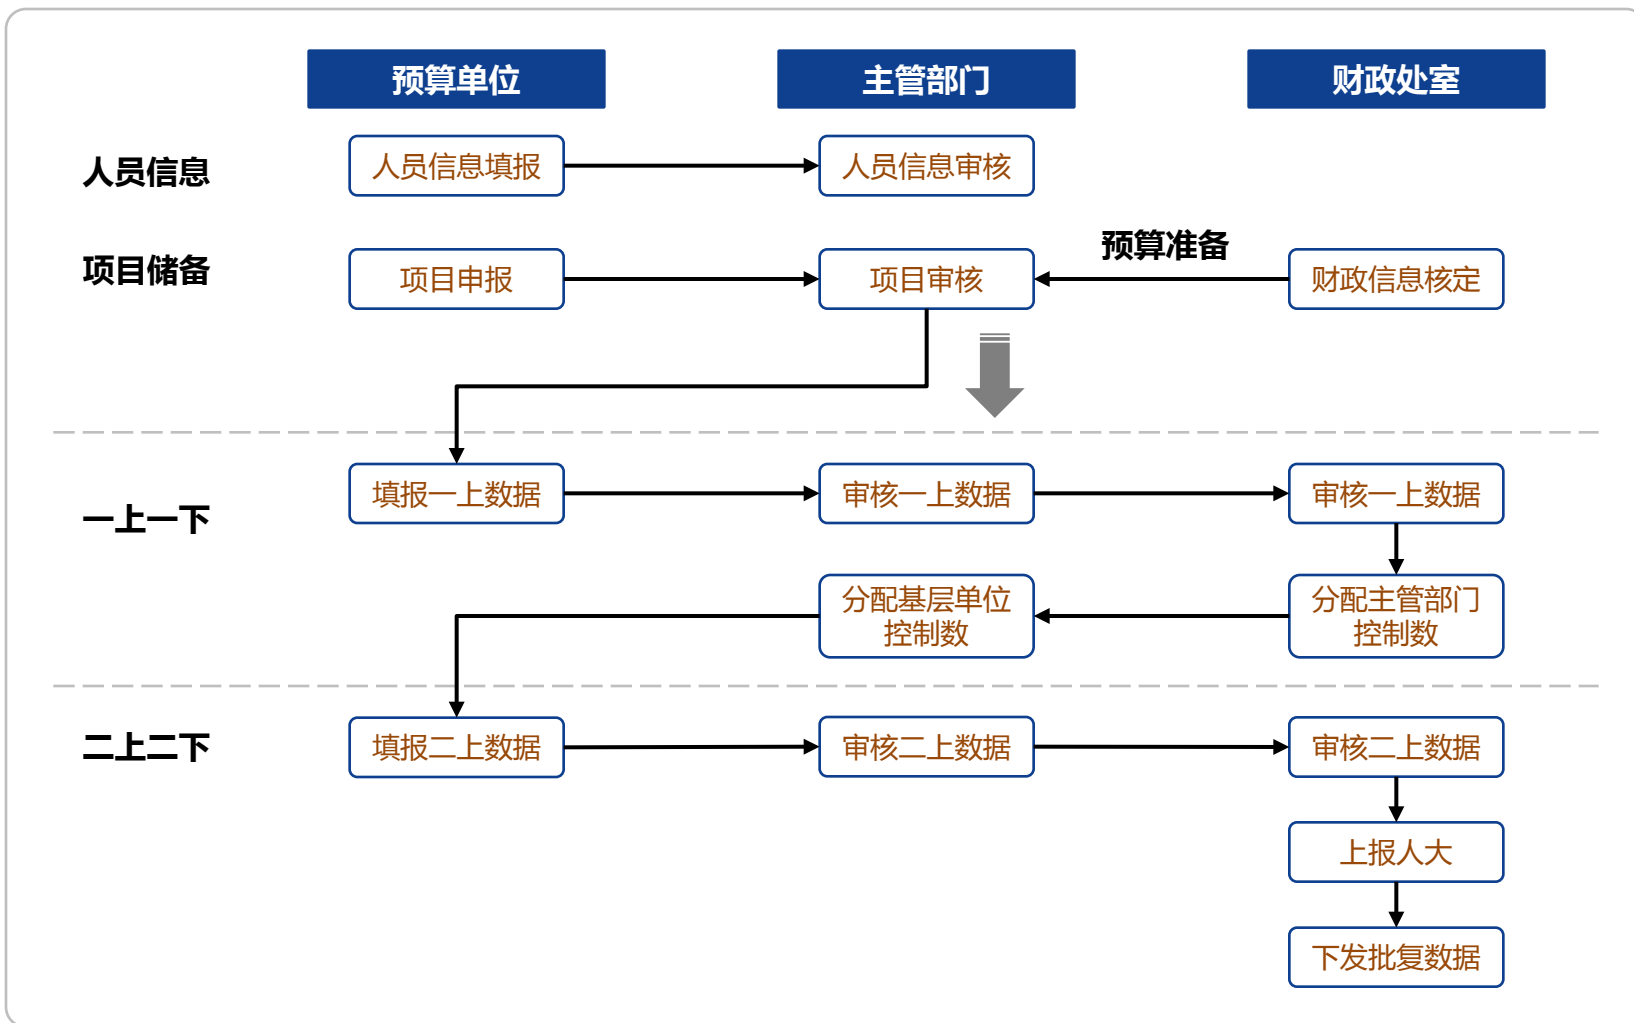 预算单位
主管部门
财政处室
人员信息
人员信息填报
人员信息审核
项目储备
项目申报
项目审核
预算准备
财政信息核定
一上一下
填报一上数据
审核一上数据
审核一上数据
分配基层单位
控制数
分配主管部门
控制数
二上二下
填报二上数据
审核二上数据
审核二上数据
上报人大
下发批复数据